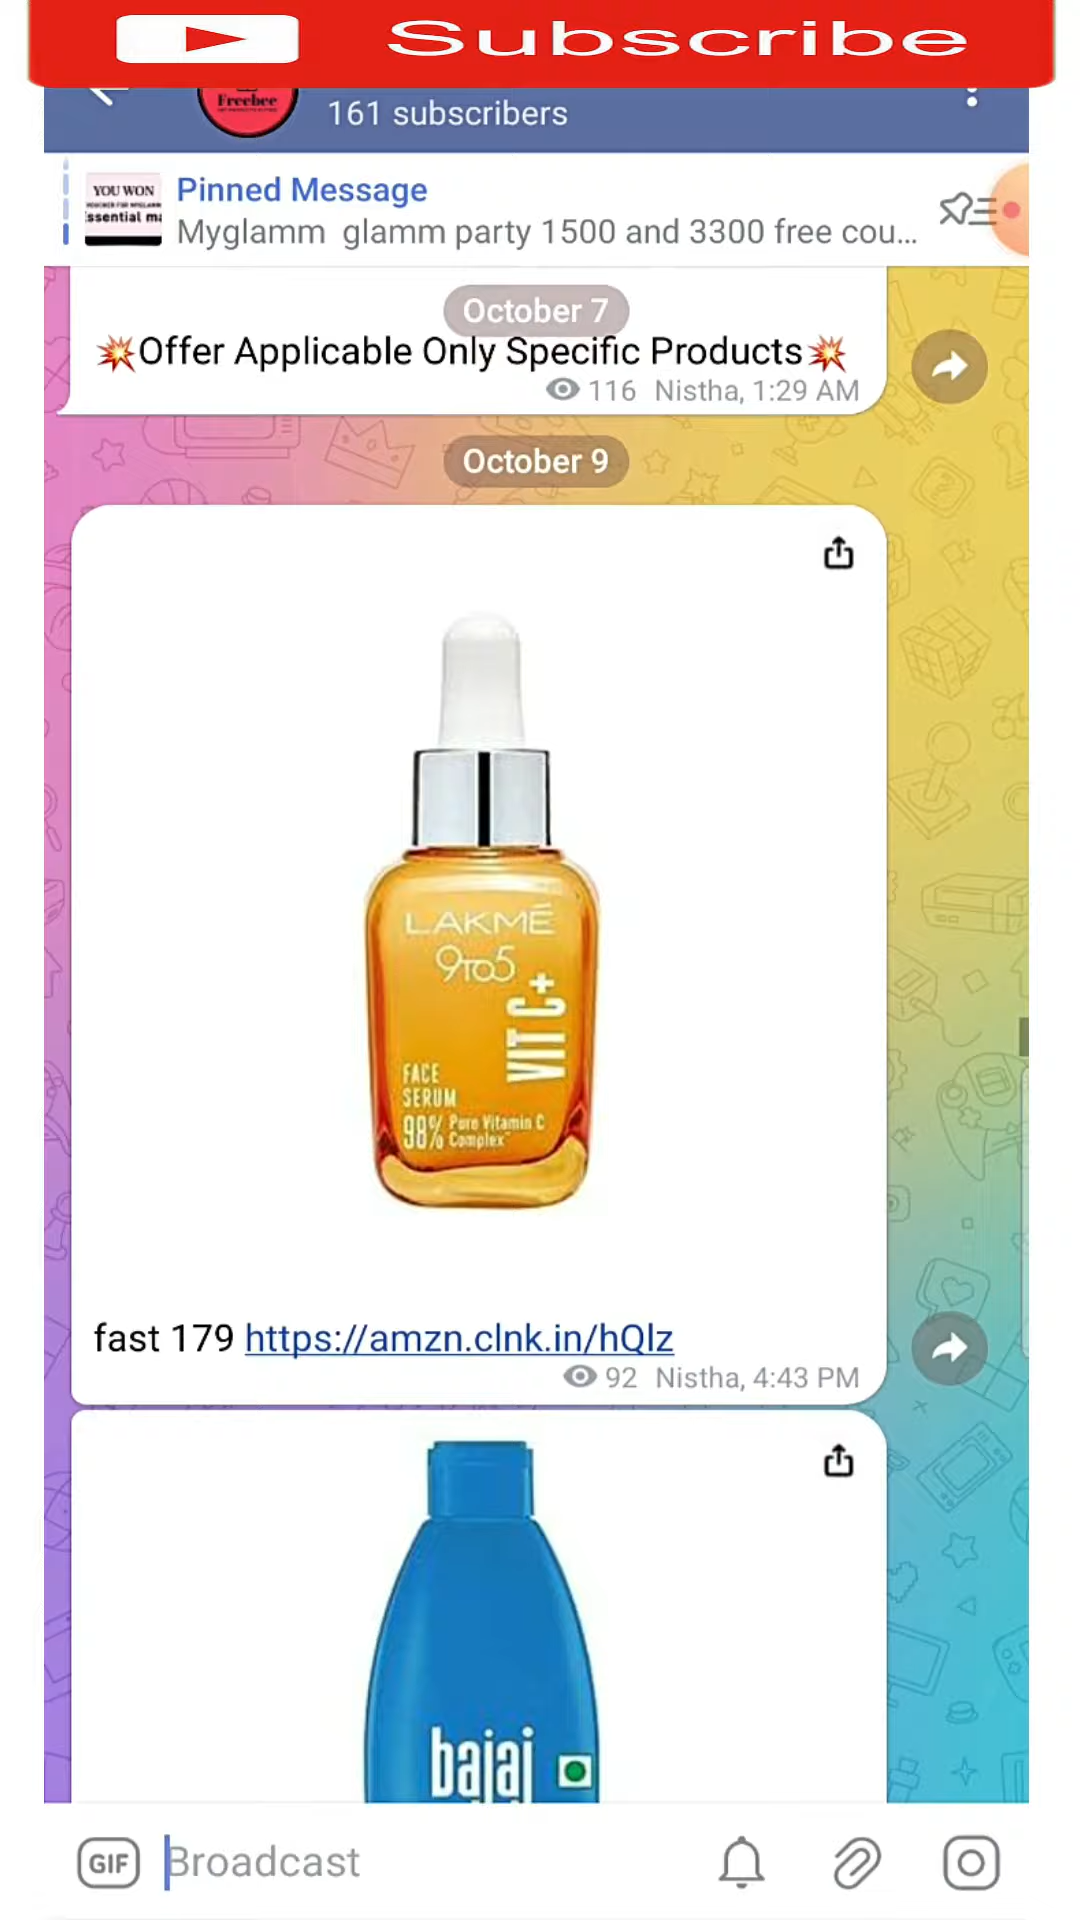 Subscribe
Freebee
161 subscribers
YOU WON
Pinned Message
Myglamm glamm party 1500 and 3300 free cou...
October 7
💥Offer Applicable Only Specific Products💥
116 Nistha, 1:29 AM
October 9
LAKMÉ
9TO5
VIT C+
FACE
SERUM
98% Pure Vitamin C
Complex
fast 179 https://amzn.clnk.in/hQlz
92 Nistha, 4:43 PM
bajaj
GIF Broadcast